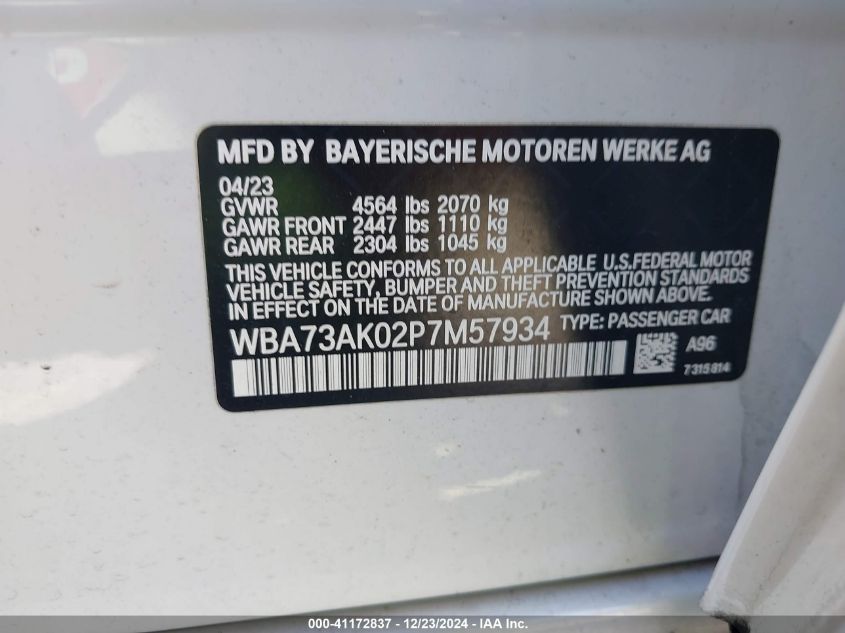 MFD BY BAYERISCHE MOTOREN WERKE AG
04/23
GVWR 4564 lbs 2070 kg
GAWR FRONT 2447 lbs 1110 kg
GAWR REAR 2304 lbs 1045 kg
THIS VEHICLE CONFORMS TO ALL APPLICABLE U.S.FEDERAL MOTOR
VEHICLE SAFETY, BUMPER AND THEFT PREVENTION STANDARDS
IN EFFECT ON THE DATE OF MANUFACTURE SHOWN ABOVE.
WBA73AK02P7M57934 TYPE: PASSENGER CAR
A96
7315814
000-41172837 - 12/23/2024 - IAA Inc.